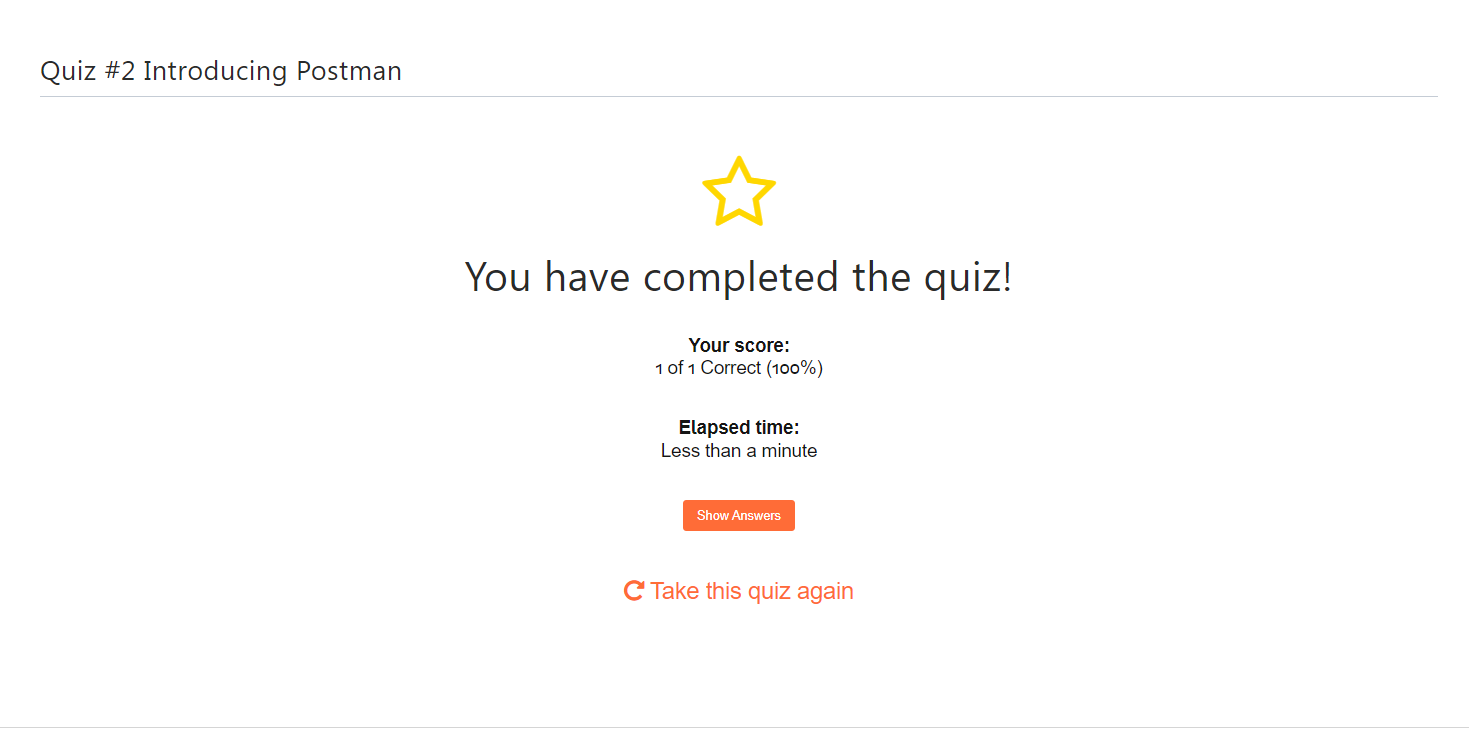 Quiz #2 Introducing Postman
You have completed the quiz!
Your score:
1 of 1 Correct (100%)
Elapsed time:
Less than a minute
Show Answers
Take this quiz again